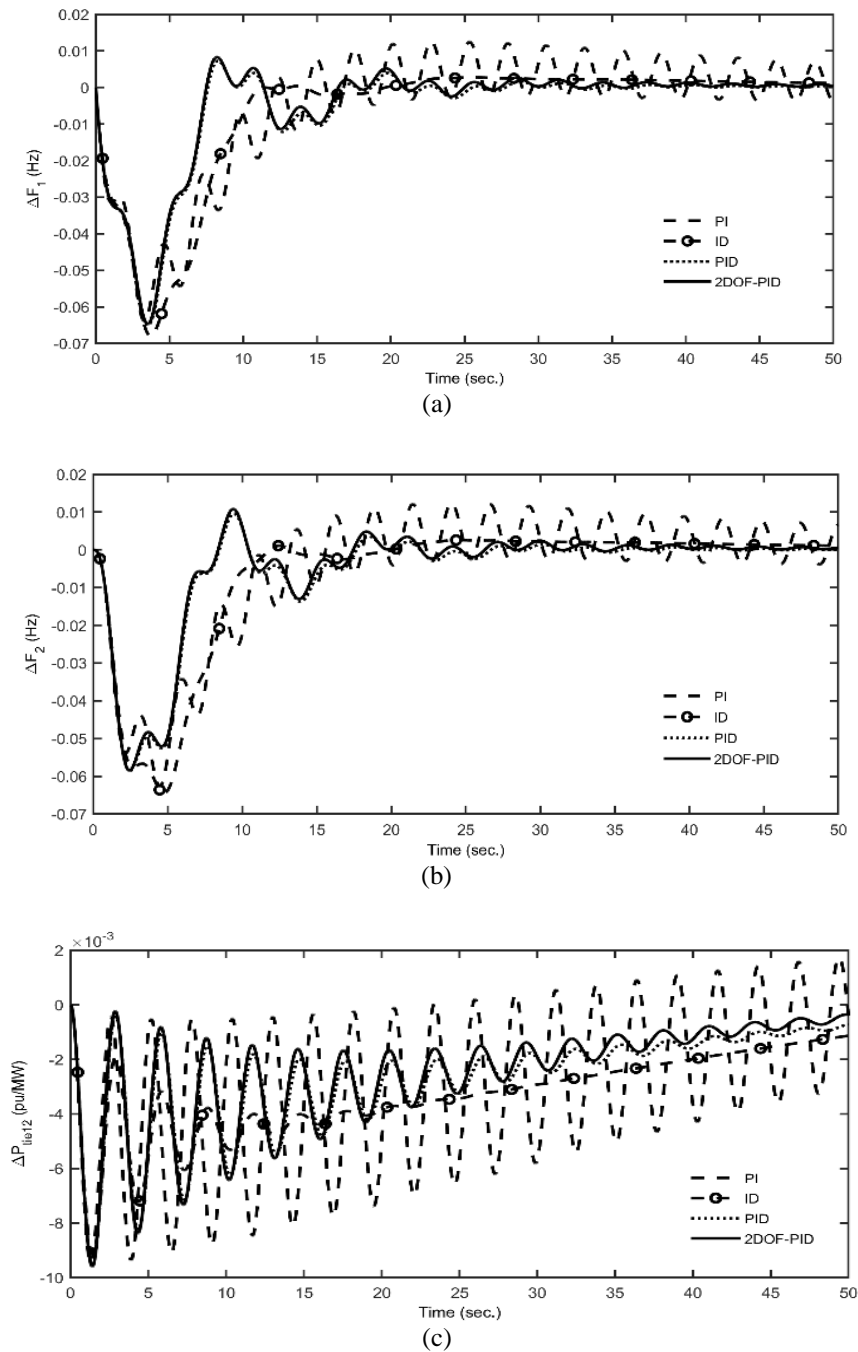 0.02
0.01
0
-0.01
-0.02
-0.03
-0.04
-0.05
-0.06
-0.07
ΔF1 (Hz)
PI
ID
PID
2DOF-PID
0 5 10 15 20 25 30 35 40 45 50
Time (sec.)
(a)
0.02
0.01
0
-0.01
-0.02
-0.03
-0.04
-0.05
-0.06
-0.07
ΔF2 (Hz)
PI
ID
PID
2DOF-PID
0 5 10 15 20 25 30 35 40 45 50
Time (sec.)
(b)
×10-3
2
0
-2
-4
-6
-8
-10
ΔPtie12 (pu/MW)
PI
ID
PID
2DOF-PID
0 5 10 15 20 25 30 35 40 45 50
Time (sec.)
(c)